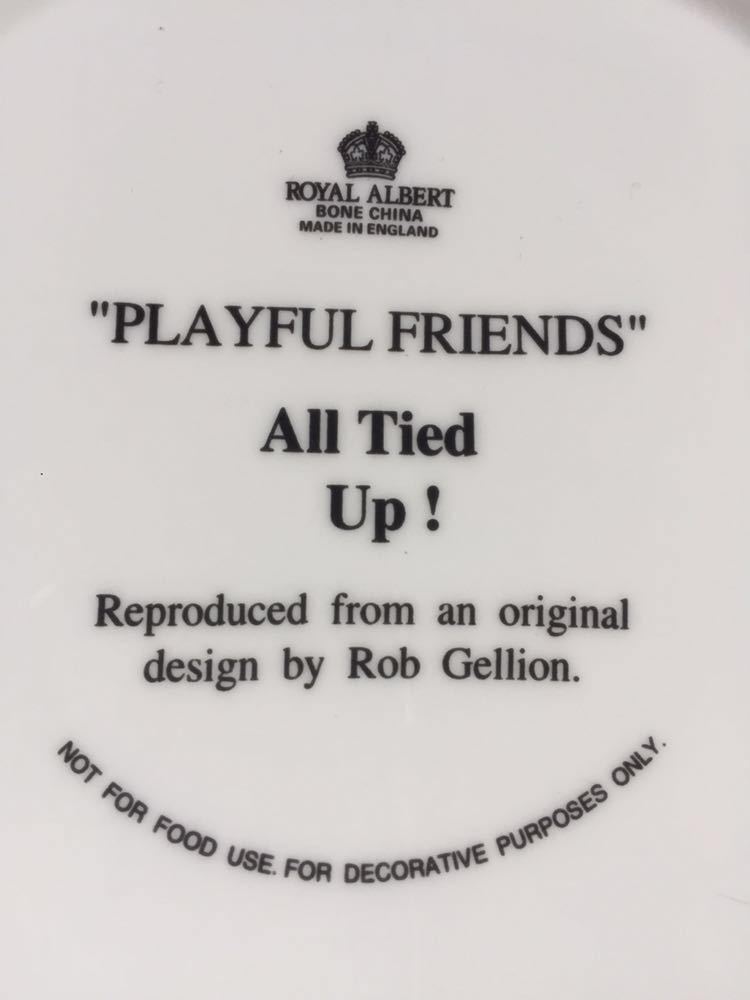 ROYAL ALBERT
BONE CHINA
MADE IN ENGLAND
"PLAYFUL FRIENDS"
All Tied
Up !
Reproduced from an original
design by Rob Gellion.
NOT FOR FOOD USE. FOR DECORATIVE PURPOSES ONLY.